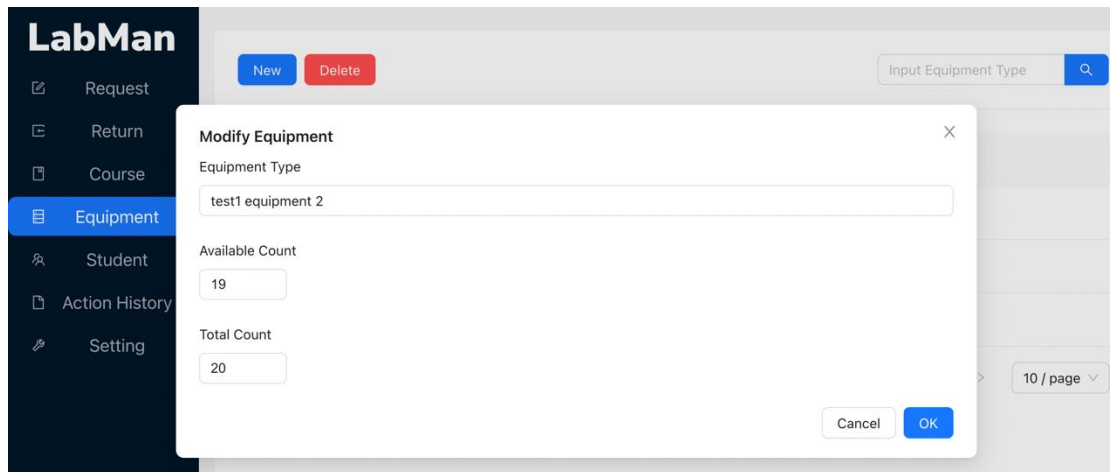 LabMan
Request
Return
Course
Equipment
Student
Action History
Setting
New
Delete
Input Equipment Type
Modify Equipment
Equipment Type
test1 equipment 2
Available Count
19
Total Count
20
Cancel
OK
10 / page